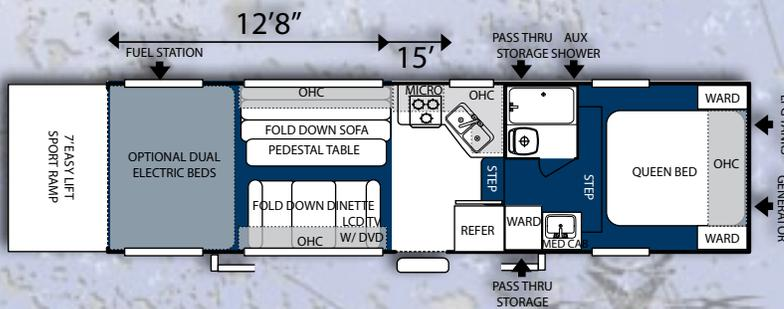 12'8"
15'
FUEL STATION
PASS THRU
STORAGE
AUX
SHOWER
7'EASY LIFT
SPORT RAMP
OPTIONAL DUAL
ELECTRIC BEDS
OHC
FOLD DOWN SOFA
PEDESTAL TABLE
FOLD DOWN DINETTE
LCD TV
W/ DVD
OHC
MICRO
OHC
STEP
REFER
WARD
MED CAB
STEP
QUEEN BED
WARD
OHC
WARD
GENERATOR
PASS THRU
STORAGE